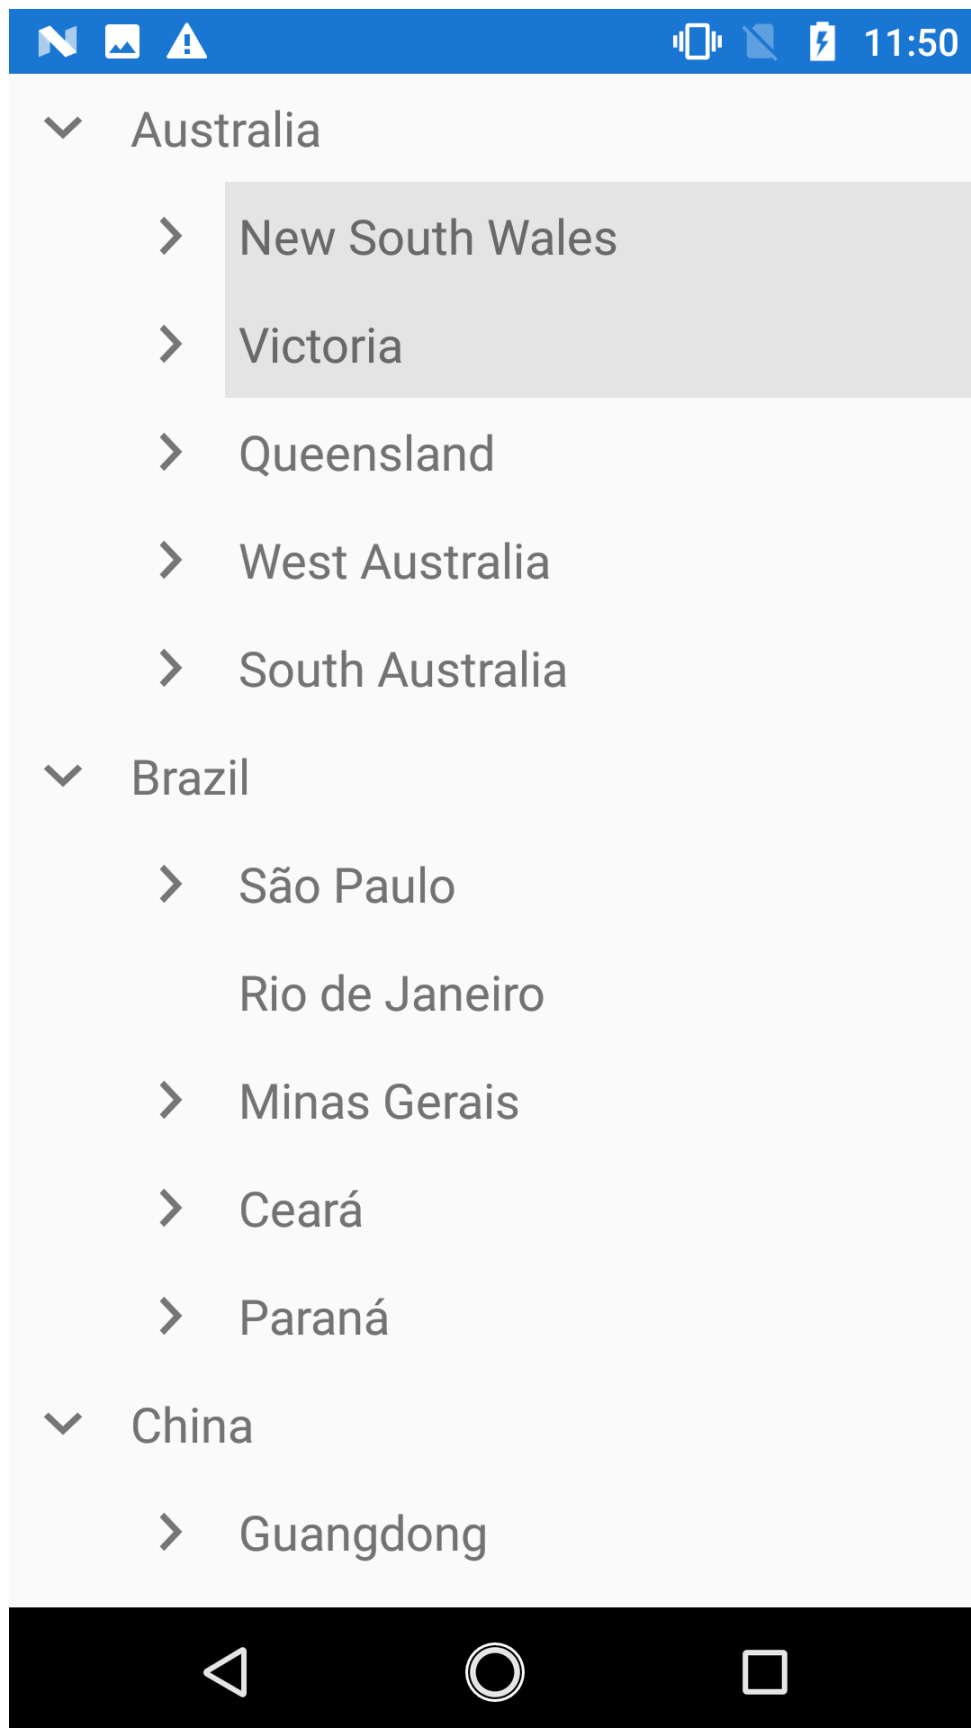 11:50
Australia
New South Wales
Victoria
Queensland
West Australia
South Australia
Brazil
São Paulo
Rio de Janeiro
Minas Gerais
Ceará
Paraná
China
Guangdong